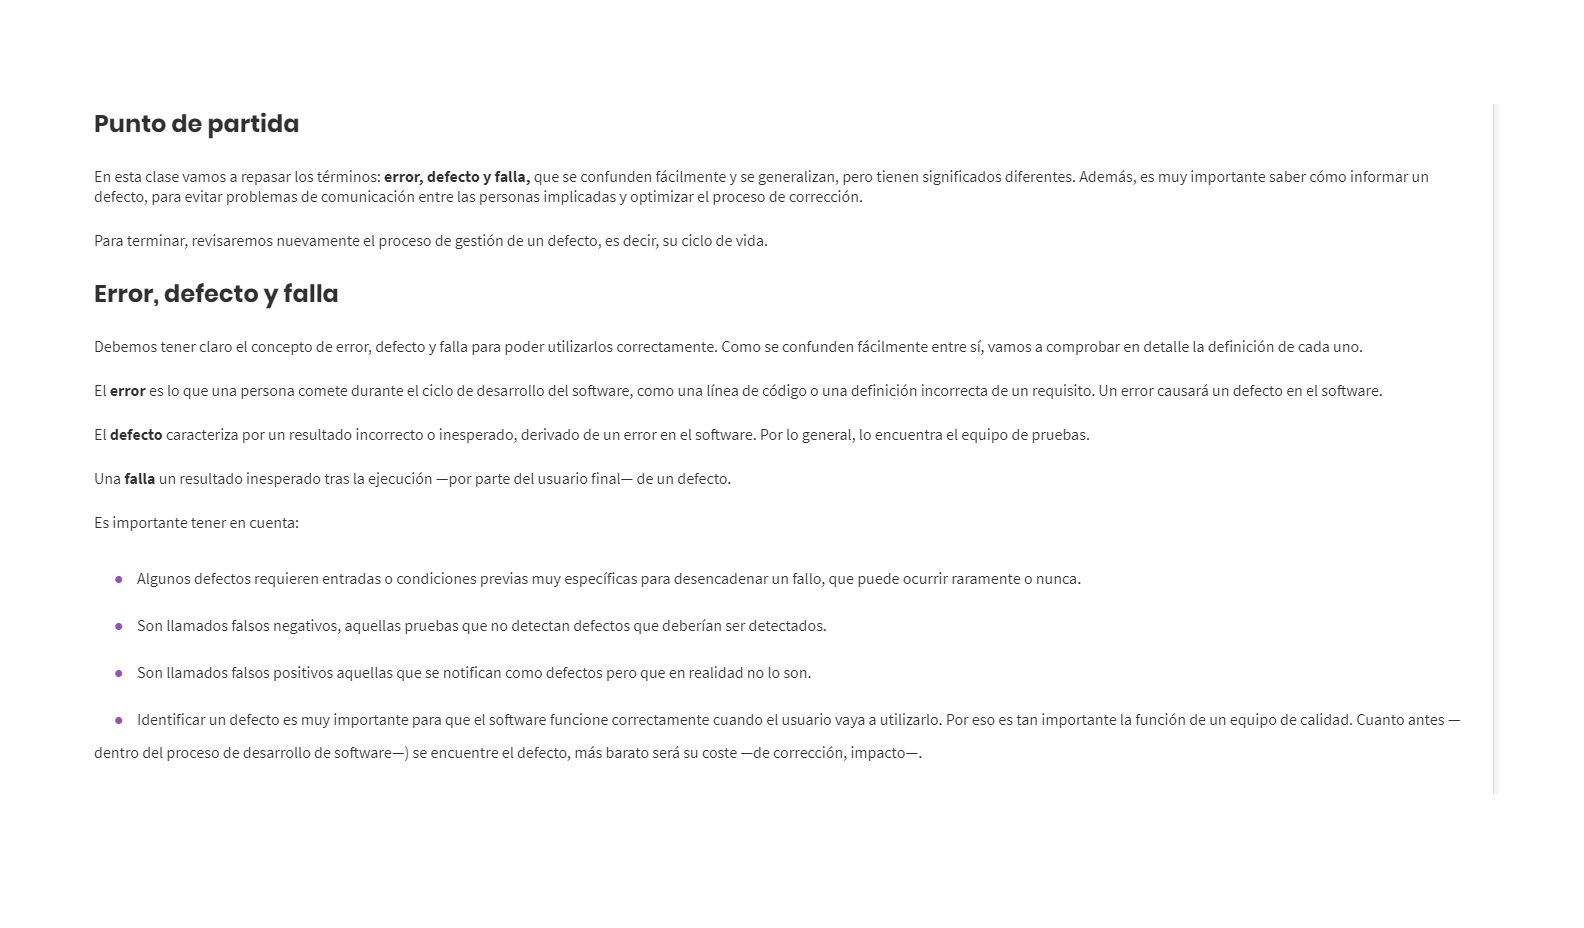 Punto de partida
En esta clase vamos a repasar los términos: error, defecto y falla, que se confunden fácilmente y se generalizan, pero tienen significados diferentes. Además, es muy importante saber cómo informar un
defecto, para evitar problemas de comunicación entre las personas implicadas y optimizar el proceso de corrección.
Para terminar, revisaremos nuevamente el proceso de gestión de un defecto, es decir, su ciclo de vida.
Error, defecto y falla
Debemos tener claro el concepto de error, defecto y falla para poder utilizarlos correctamente. Como se confunden fácilmente entre sí, vamos a comprobar en detalle la definición de cada uno.
El error es lo que una persona comete durante el ciclo de desarrollo del software, como una línea de código o una definición incorrecta de un requisito. Un error causará un defecto en el software.
El defecto caracteriza por un resultado incorrecto o inesperado, derivado de un error en el software. Por lo general, lo encuentra el equipo de pruebas.
Una falla un resultado inesperado tras la ejecución —por parte del usuario final— de un defecto.
Es importante tener en cuenta:
● Algunos defectos requieren entradas o condiciones previas muy específicas para desencadenar un fallo, que puede ocurrir raramente o nunca.
● Son llamados falsos negativos, aquellas pruebas que no detectan defectos que deberían ser detectados.
● Son llamados falsos positivos aquellas que se notifican como defectos pero que en realidad no lo son.
● Identificar un defecto es muy importante para que el software funcione correctamente cuando el usuario vaya a utilizarlo. Por eso es tan importante la función de un equipo de calidad. Cuanto antes —
dentro del proceso de desarrollo de software—) se encuentre el defecto, más barato será su coste —de corrección, impacto—.